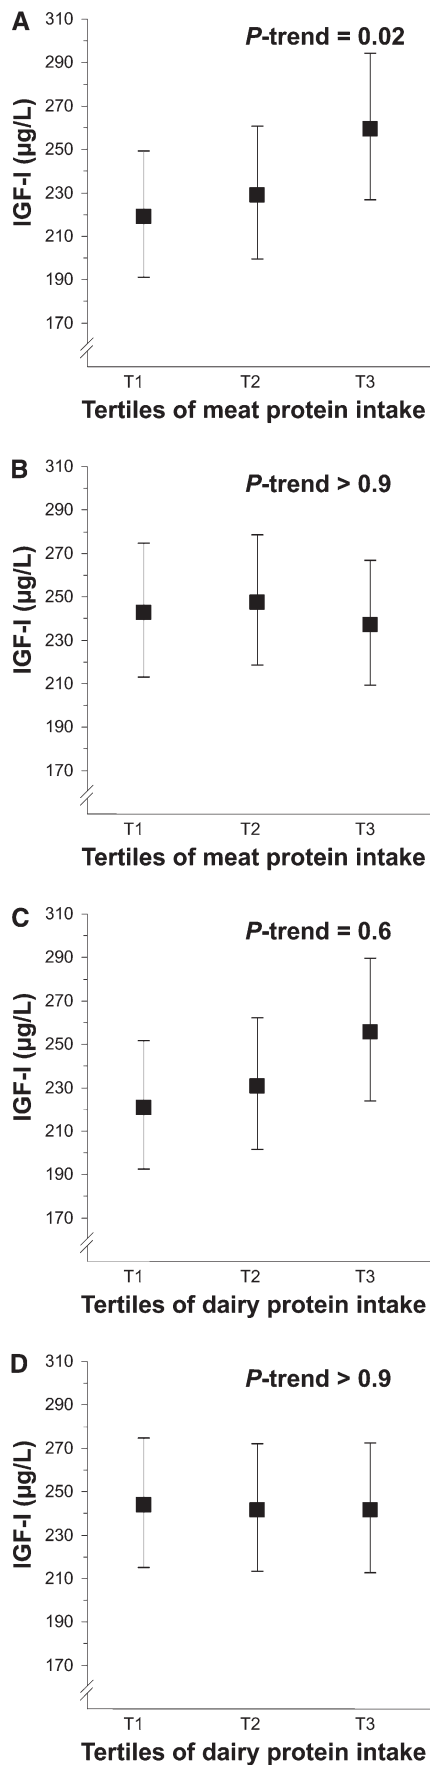 A
P-trend = 0.02
IGF-I (µg/L)
310
290
270
250
230
210
190
170
T1 T2 T3
Tertiles of meat protein intake
B
P-trend > 0.9
IGF-I (µg/L)
310
290
270
250
230
210
190
170
T1 T2 T3
Tertiles of meat protein intake
C
P-trend = 0.6
IGF-I (µg/L)
310
290
270
250
230
210
190
170
T1 T2 T3
Tertiles of dairy protein intake
D
P-trend > 0.9
IGF-I (µg/L)
310
290
270
250
230
210
190
170
T1 T2 T3
Tertiles of dairy protein intake